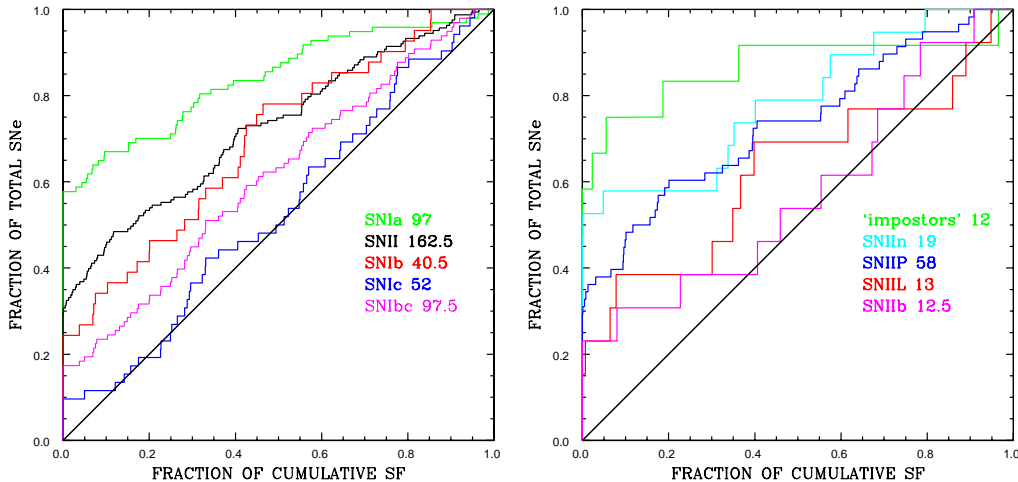 FRACTION OF TOTAL SNe
1.0
0.8
0.6
0.4
0.2
0.0
0.0 0.2 0.4 0.6 0.8 1.0
FRACTION OF CUMULATIVE SF
SNIa 97
SNII 162.5
SNIb 40.5
SNIc 52
SNIbc 97.5
FRACTION OF TOTAL SNe
1.0
0.8
0.6
0.4
0.2
0.0
0.0 0.2 0.4 0.6 0.8 1.0
FRACTION OF CUMULATIVE SF
'impostors' 12
SNIIn 19
SNIIP 58
SNIIL 13
SNIIb 12.5